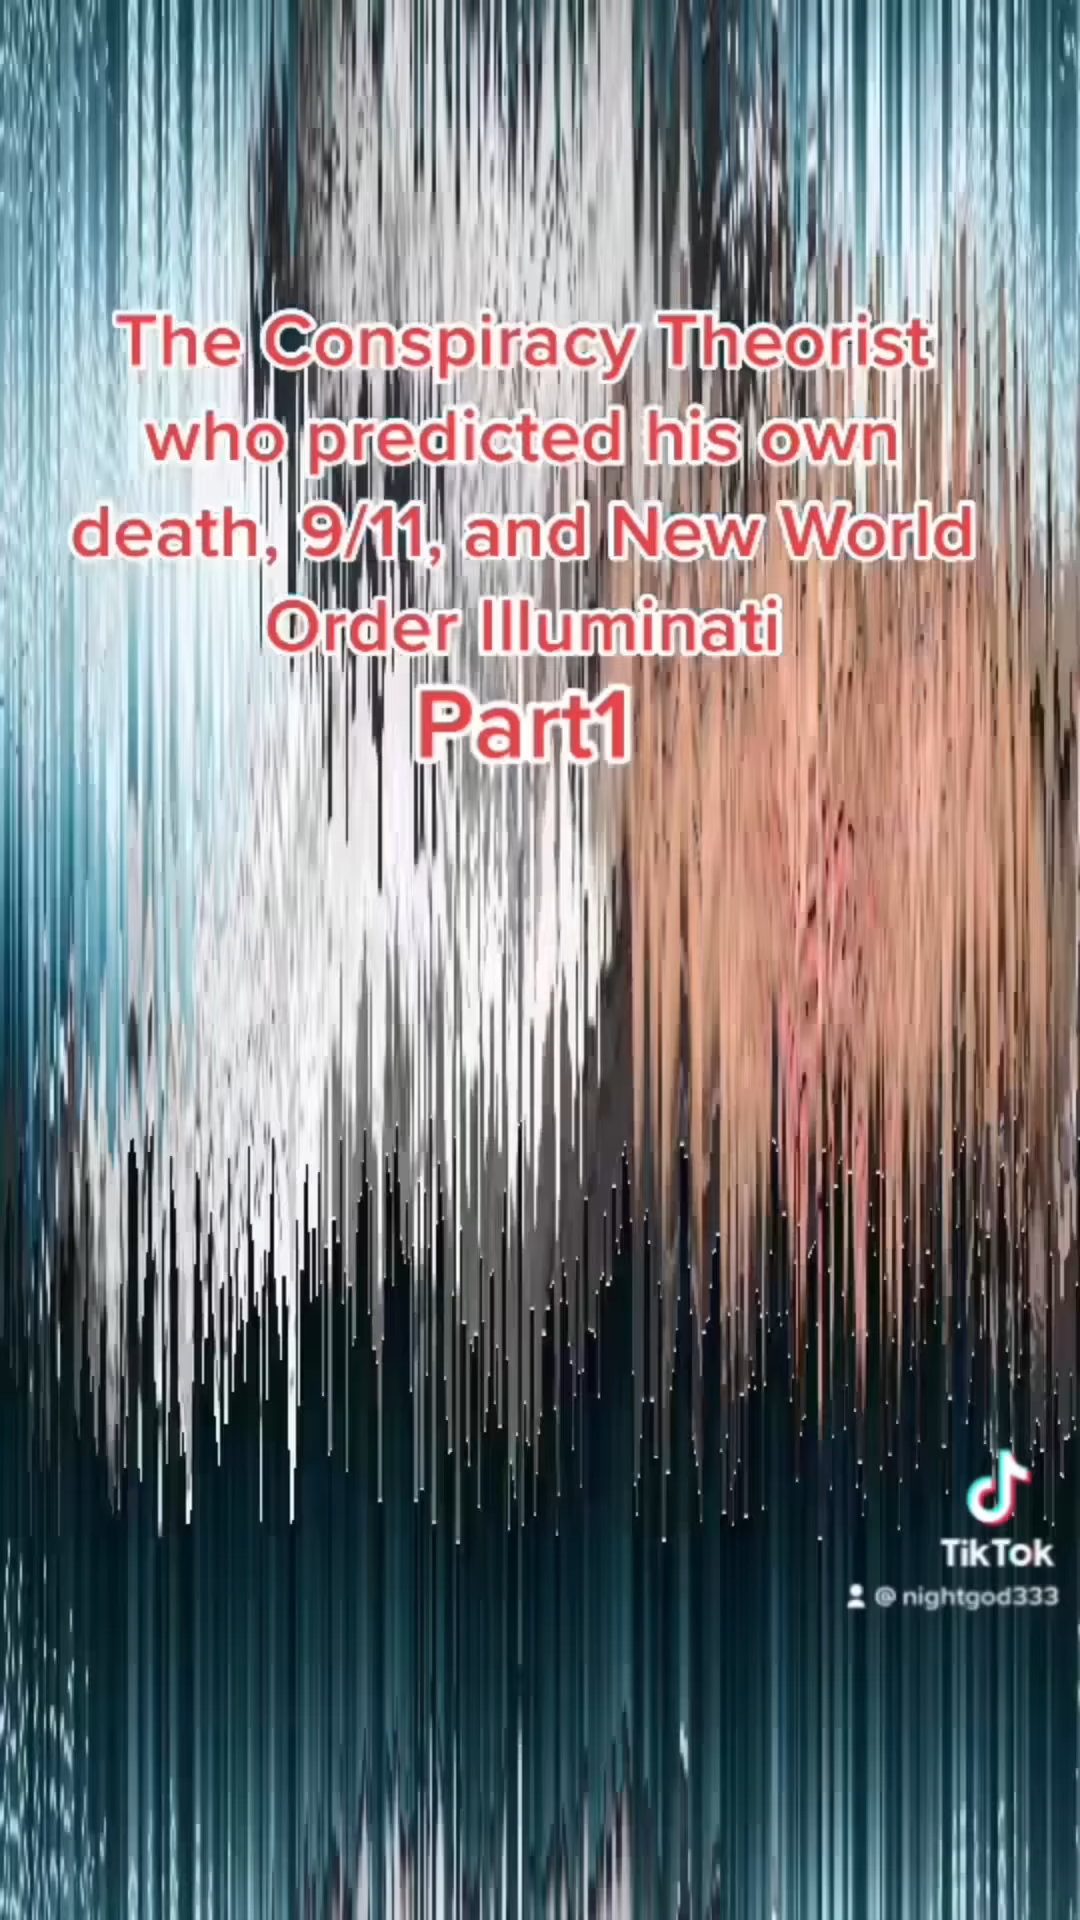 The Conspiracy Theorist
who predicted his own
death, 9/11, and New World
Order Illuminati
Part1
TikTok
@ nightgod333